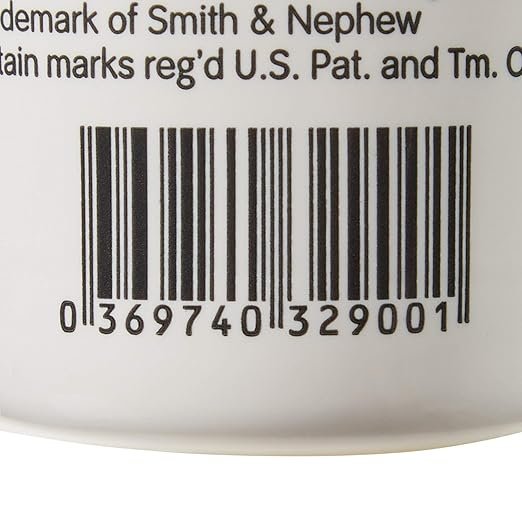 demark of Smith & Nephew
tain marks reg'd U.S. Pat. and Tm. O
0 369740 329001